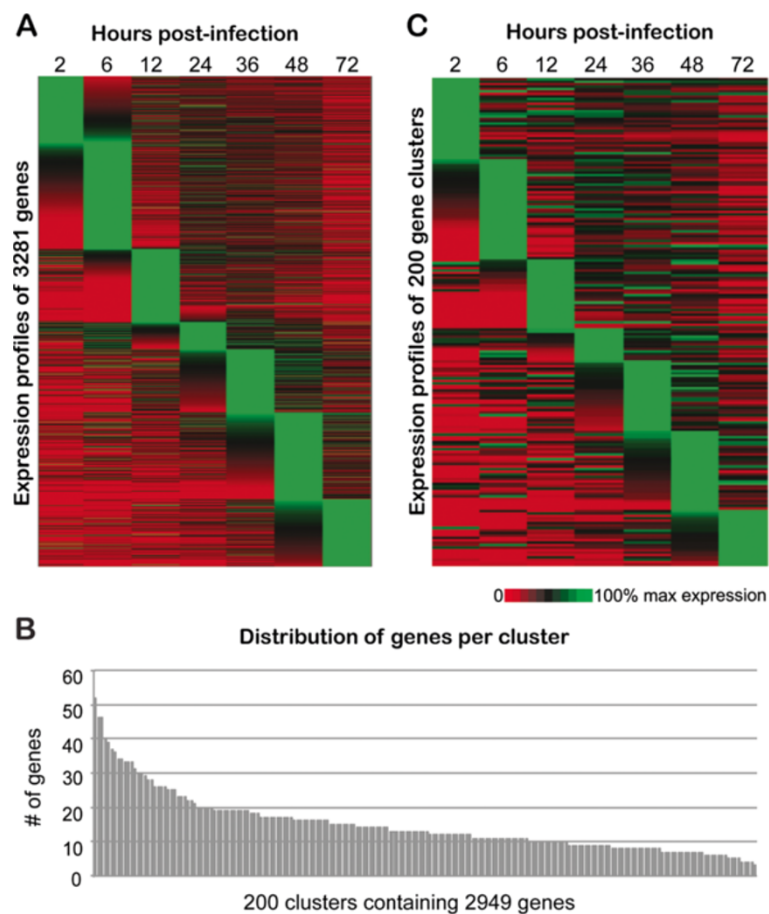 A
Hours post-infection
2 6 12 24 36 48 72
Expression profiles of 3281 genes
C
Hours post-infection
2 6 12 24 36 48 72
Expression profiles of 200 gene clusters
0 100% max expression
B
Distribution of genes per cluster
# of genes
60
50
40
30
20
10
0
200 clusters containing 2949 genes